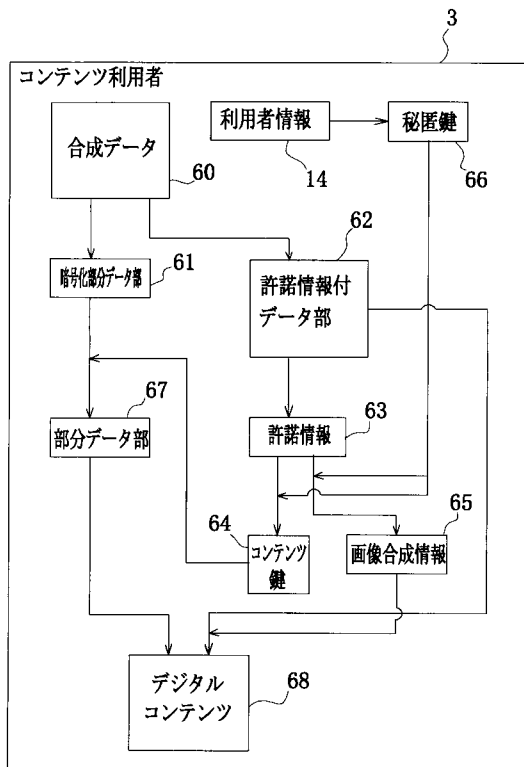 3
コンテンツ利用者
合成データ
60
利用者情報
14
秘匿鍵
66
暗号化部分データ部
61
62
許諾情報付
データ部
67
部分データ部
許諾情報
63
64
コンテンツ
鍵
65
画像合成情報
デジタル
コンテンツ
68